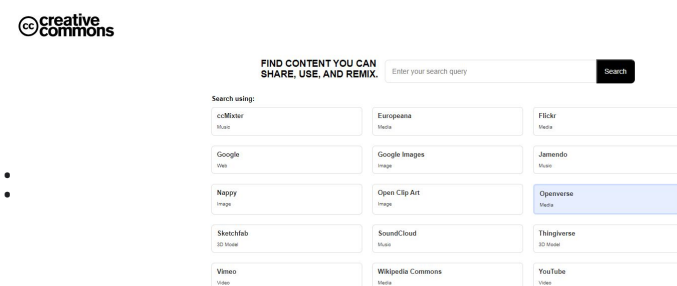 cc creative
commons
FIND CONTENT YOU CAN
SHARE, USE, AND REMIX.
Enter your search query
Search
Search using:
ccMixter
Music
Europeana
Media
Flickr
Media
Google
Web
Google Images
Image
Jamendo
Music
Nappy
Image
Open Clip Art
Image
Openverse
Media
Sketchfab
3D Model
SoundCloud
Music
Thingiverse
3D Model
Vimeo
Video
Wikipedia Commons
Media
YouTube
Video